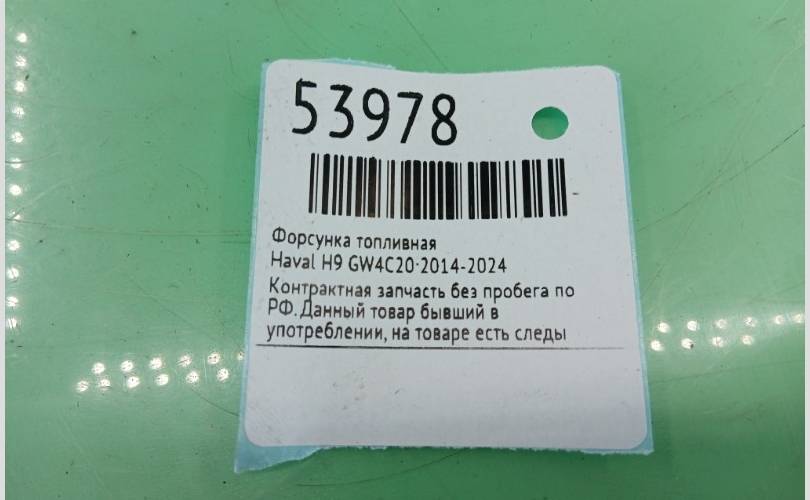 53978
Форсунка топливная
Haval H9 GW4C20·2014-2024
Контрактная запчасть без пробега по
РФ. Данный товар бывший в
употреблении, на товаре есть следы